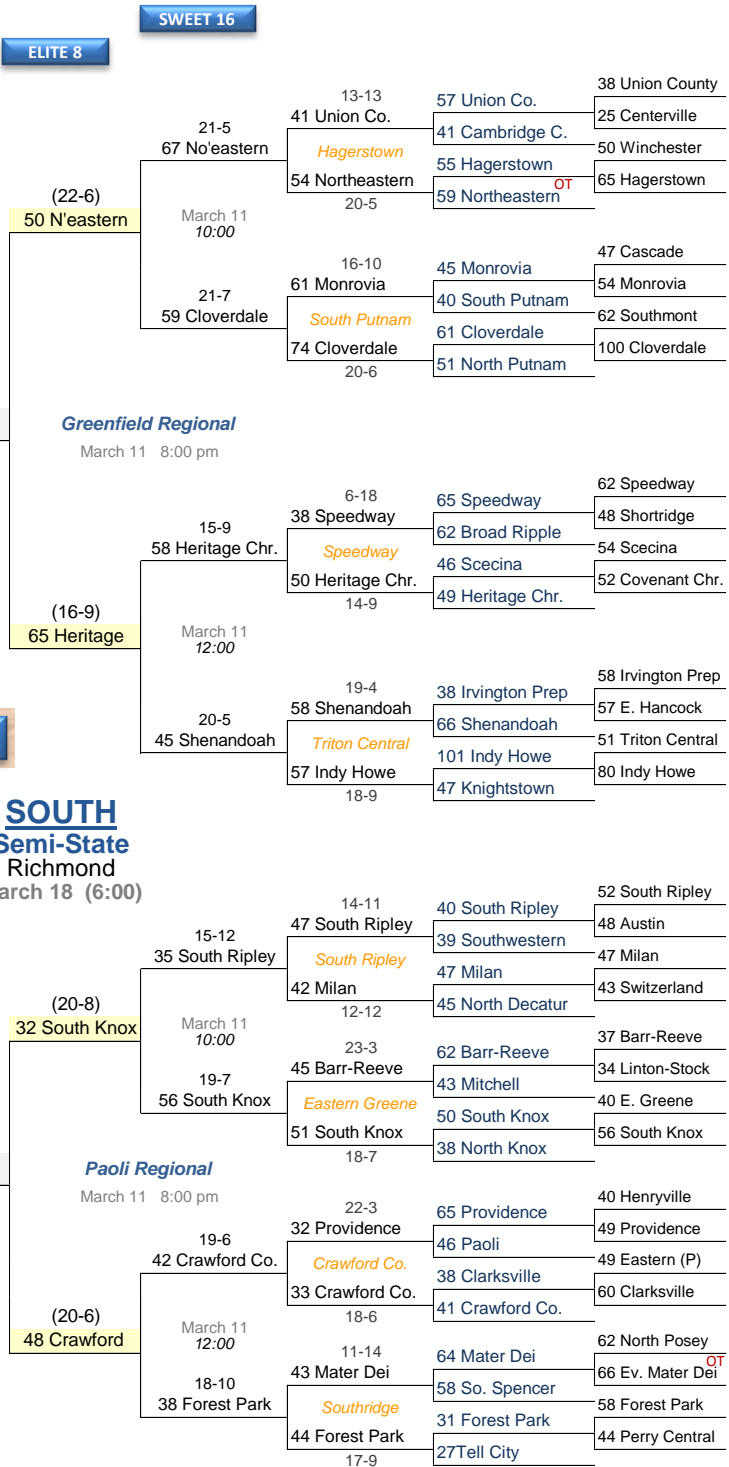 SWEET 16
ELITE 8
38 Union County
13-13
57 Union Co.
41 Union Co.
25 Centerville
21-5
41 Cambridge C.
67 No'eastern
Hagerstown
50 Winchester
55 Hagerstown
54 Northeastern
65 Hagerstown
OT
(22-6)
59 Northeastern
20-5
50 N'eastern
March 11
10:00
47 Cascade
16-10
45 Monrovia
61 Monrovia
54 Monrovia
21-7
40 South Putnam
59 Cloverdale
South Putnam
62 Southmont
61 Cloverdale
74 Cloverdale
100 Cloverdale
51 North Putnam
20-6
Greenfield Regional
March 11 8:00 pm
62 Speedway
6-18
65 Speedway
38 Speedway
48 Shortridge
15-9
62 Broad Ripple
58 Heritage Chr.
Speedway
54 Scecina
46 Scecina
50 Heritage Chr.
52 Covenant Chr.
49 Heritage Chr.
14-9
(16-9)
65 Heritage
March 11
12:00
58 Irvington Prep
19-4
38 Irvington Prep
58 Shenandoah
57 E. Hancock
20-5
66 Shenandoah
45 Shenandoah
Triton Central
51 Triton Central
101 Indy Howe
57 Indy Howe
80 Indy Howe
47 Knightstown
18-9
SOUTH
Semi-State
Richmond
arch 18 (6:00)
52 South Ripley
14-11
40 South Ripley
47 South Ripley
48 Austin
15-12
39 Southwestern
35 South Ripley
South Ripley
47 Milan
47 Milan
42 Milan
43 Switzerland
45 North Decatur
12-12
(20-8)
32 South Knox
March 11
10:00
37 Barr-Reeve
23-3
62 Barr-Reeve
45 Barr-Reeve
34 Linton-Stock
19-7
43 Mitchell
56 South Knox
Eastern Greene
40 E. Greene
50 South Knox
51 South Knox
56 South Knox
38 North Knox
18-7
Paoli Regional
March 11 8:00 pm
40 Henryville
22-3
65 Providence
32 Providence
49 Providence
19-6
46 Paoli
42 Crawford Co.
Crawford Co.
49 Eastern (P)
38 Clarksville
33 Crawford Co.
60 Clarksville
41 Crawford Co.
18-6
(20-6)
48 Crawford
March 11
12:00
62 North Posey
11-14
64 Mater Dei
OT
43 Mater Dei
66 Ev. Mater Dei
18-10
58 So. Spencer
38 Forest Park
Southridge
58 Forest Park
31 Forest Park
44 Forest Park
44 Perry Central
27Tell City
17-9